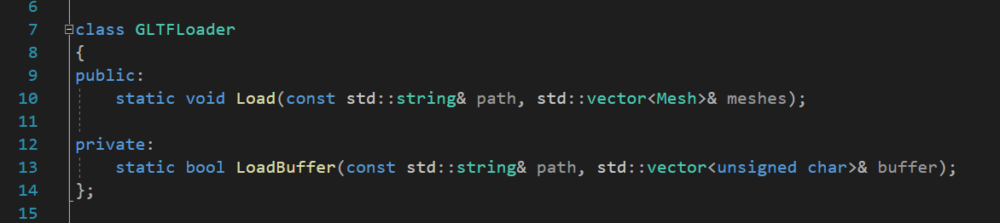 6
7 class GLTFLoader
8 {
9 public:
10 static void Load(const std::string& path, std::vector<Mesh>& meshes);
11
12 private:
13 static bool LoadBuffer(const std::string& path, std::vector<unsigned char>& buffer);
14 };
15